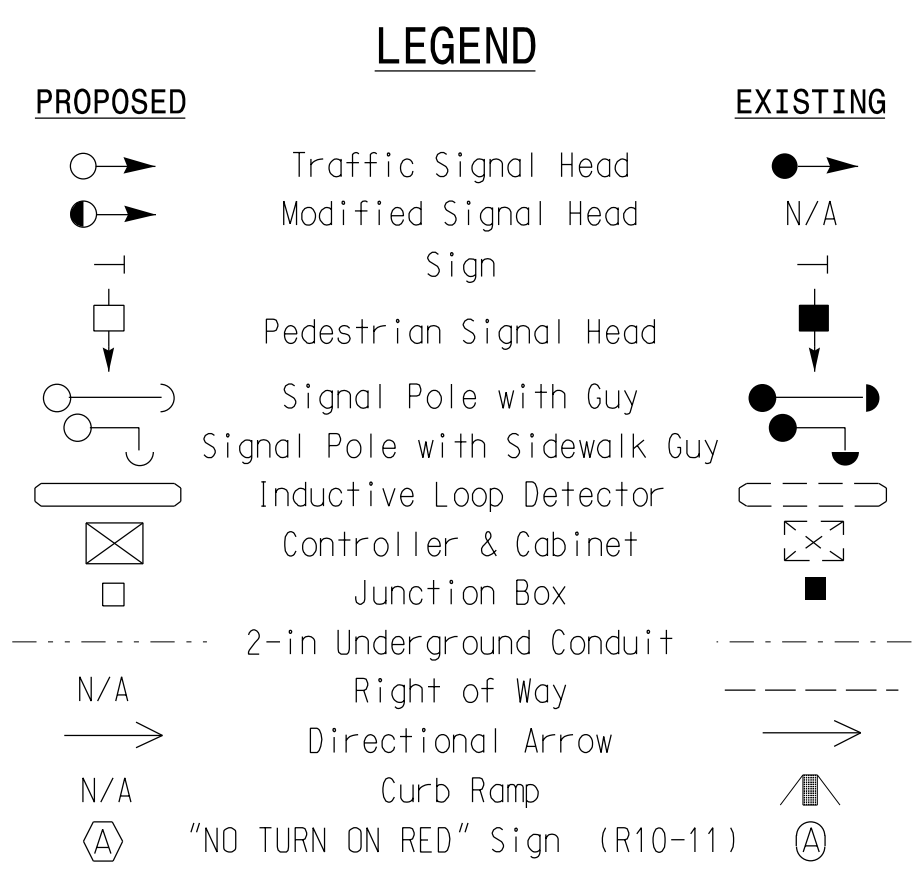 LEGEND
PROPOSED EXISTING
Traffic Signal Head
Modified Signal Head N/A
Sign
Pedestrian Signal Head
Signal Pole with Guy
Signal Pole with Sidewalk Guy
Inductive Loop Detector
Controller & Cabinet
Junction Box
2-in Underground Conduit
N/A Right of Way
Directional Arrow
N/A Curb Ramp
A "NO TURN ON RED" Sign (R10-11) A